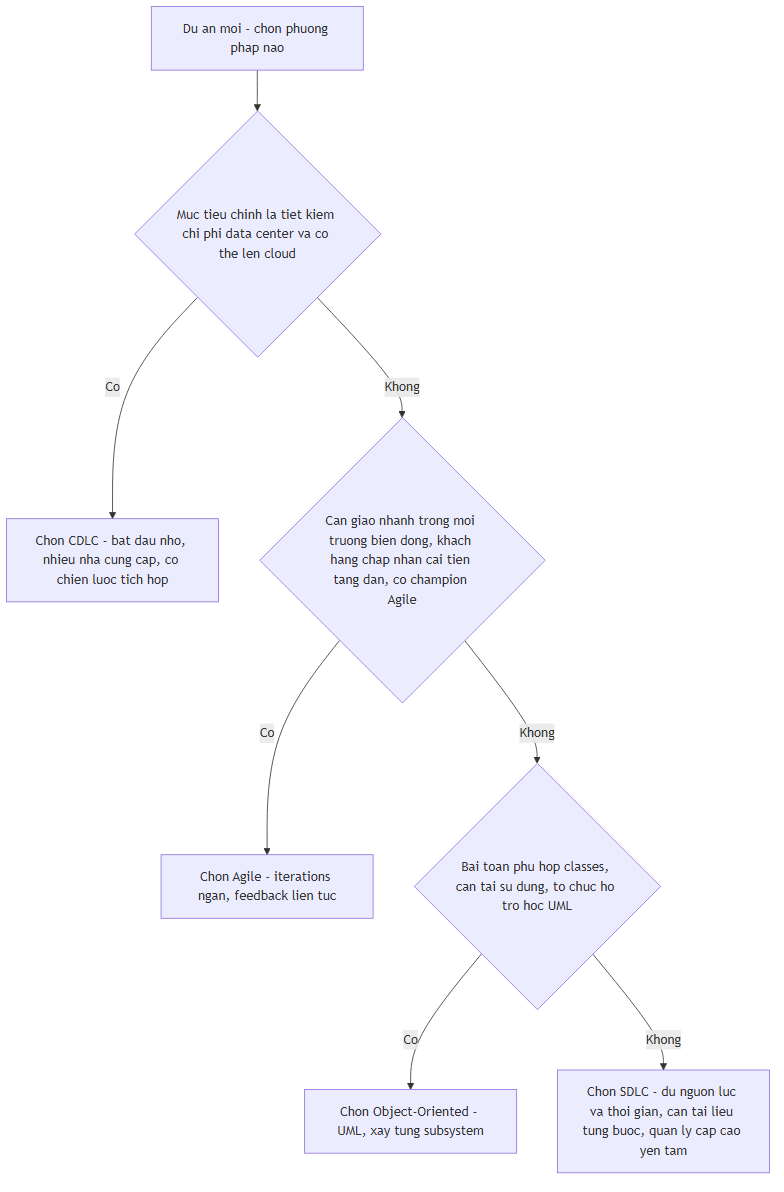 Du an moi - chon phuong
phap nao
Muc tieu chinh la tiet kiem
chi phi data center va co
the len cloud
Co
Khong
Chon CDLC - bat dau nho,
nhieu nha cung cap, co
chien luoc tich hop
Can giao nhanh trong moi
truong bien dong, khach
hang chap nhan cai tien
tang dan, co champion
Agile
Co
Khong
Chon Agile - iterations
ngan, feedback lien tuc
Bai toan phu hop classes,
can tai su dung, to chuc ho
tro hoc UML
Co
Khong
Chon Object-Oriented -
UML, xay tung subsystem
Chon SDLC - du nguon luc
va thoi gian, can tai lieu
tung buoc, quan ly cap cao
yen tam